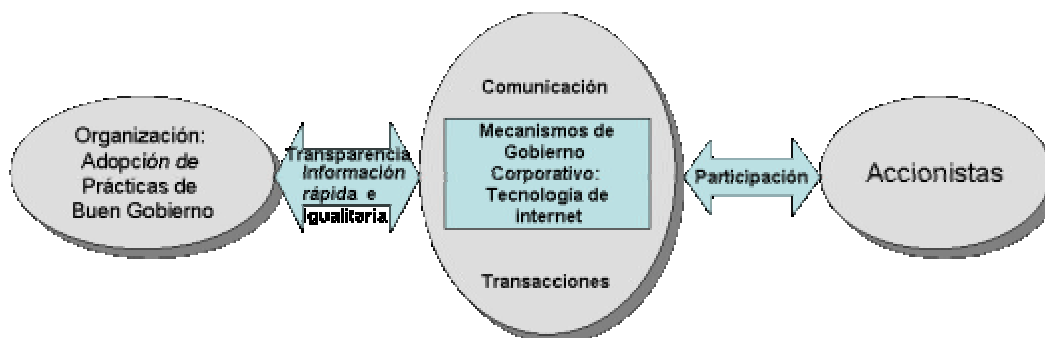 Organización:
Adopción de
Prácticas de
Buen Gobierno
Transparencia
Información
rápida e
Igualitaria
Comunicación
Mecanismos de
Gobierno
Corporativo:
Tecnología de
internet
Transacciones
Participación
Accionistas